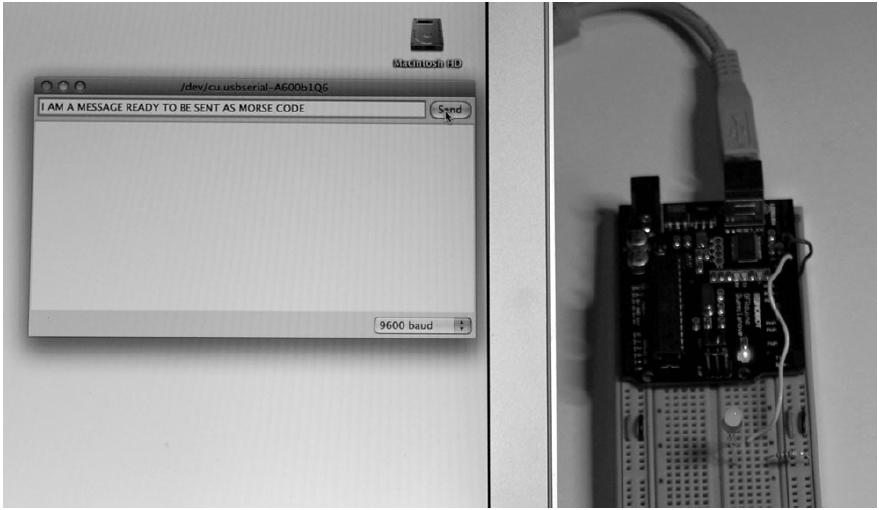 Macintosh HD
/dev/cu.usbserial-A600b1Q6
I AM A MESSAGE READY TO BE SENT AS MORSE CODE
Send
9600 baud